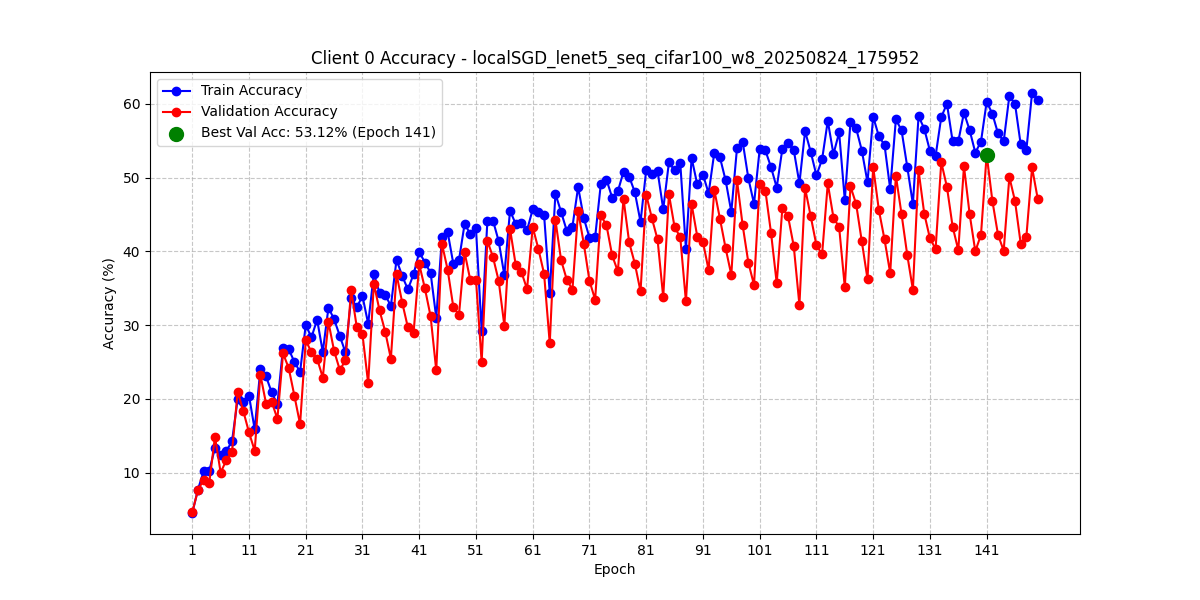 Client 0 Accuracy - localSGD_lenet5_seq_cifar100_w8_20250824_175952
Train Accuracy
Validation Accuracy
Best Val Acc: 53.12% (Epoch 141)
Accuracy (%)
60
50
40
30
20
10
1 11 21 31 41 51 61 71 81 91 101 111 121 131 141
Epoch